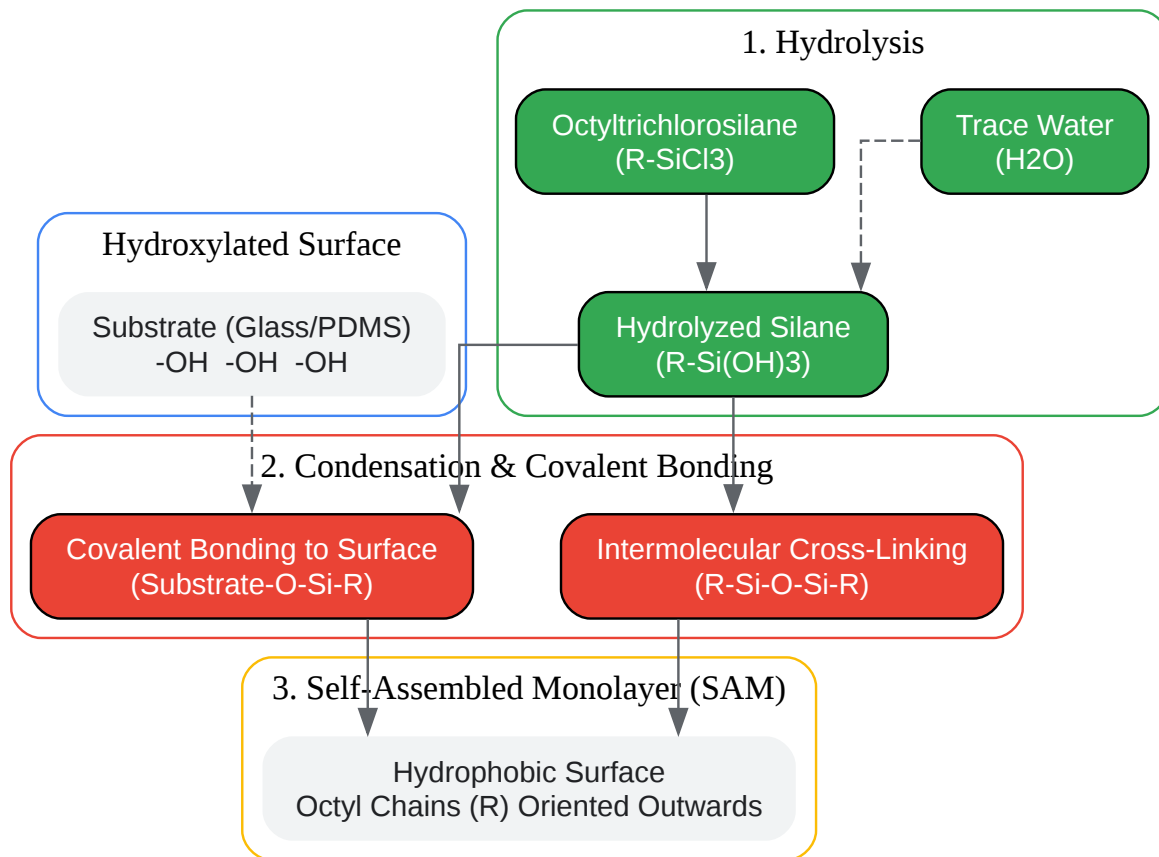 1. Hydrolysis
Octyltrichlorosilane
(R-SiCl3)
Trace Water
(H2O)
Hydroxylated Surface
Substrate (Glass/PDMS)
-OH  -OH  -OH
Hydrolyzed Silane
(R-Si(OH)3)
2. Condensation & Covalent Bonding
Covalent Bonding to Surface
(Substrate-O-Si-R)
Intermolecular Cross-Linking
(R-Si-O-Si-R)
3. Self-Assembled Monolayer (SAM)
Hydrophobic Surface
Octyl Chains (R) Oriented Outwards